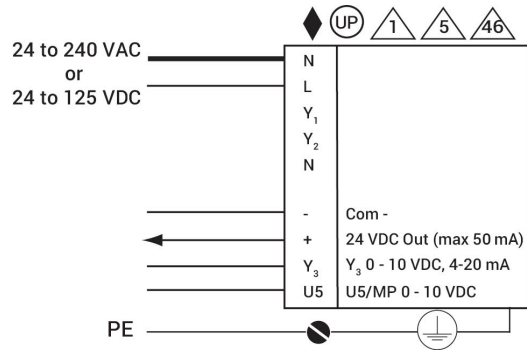 UP 1 5 46
24 to 240 VAC
or
24 to 125 VDC
N
L
Y1
Y2
N
- Com -
+ 24 VDC Out (max 50 mA)
Y3 Y3 0 - 10 VDC, 4-20 mA
U5 U5/MP 0 - 10 VDC
PE